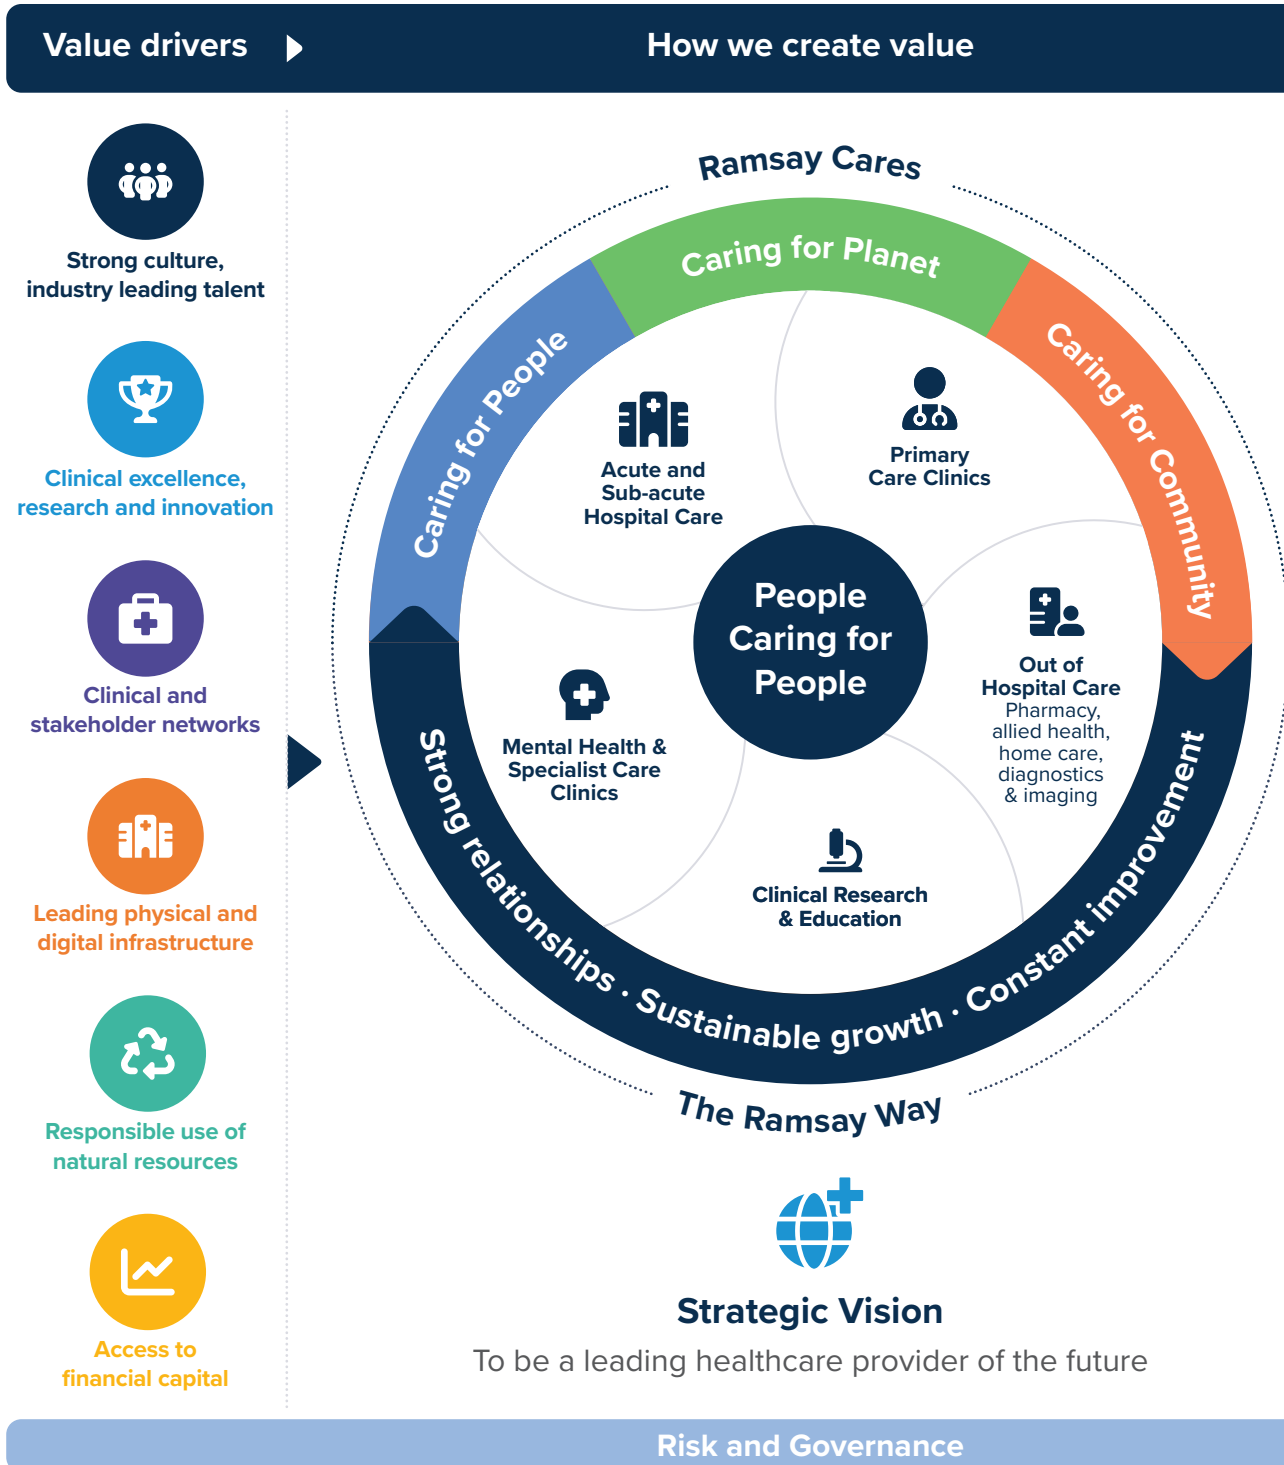 Value drivers
How we create value
Strong culture,
industry leading talent
Clinical excellence,
research and innovation
Clinical and
stakeholder networks
Leading physical and
digital infrastructure
Responsible use of
natural resources
Access to
financial capital
Ramsay Cares
Caring for People
Caring for Planet
Caring for Community
Acute and
Sub-acute
Hospital Care
Primary
Care Clinics
People
Caring for
People
Out of
Hospital Care
Pharmacy,
allied health,
home care,
diagnostics
& imaging
Mental Health &
Specialist Care
Clinics
Clinical Research
& Education
Strong relationships · Sustainable growth · Constant improvement
The Ramsay Way
Strategic Vision
To be a leading healthcare provider of the future
Risk and Governance